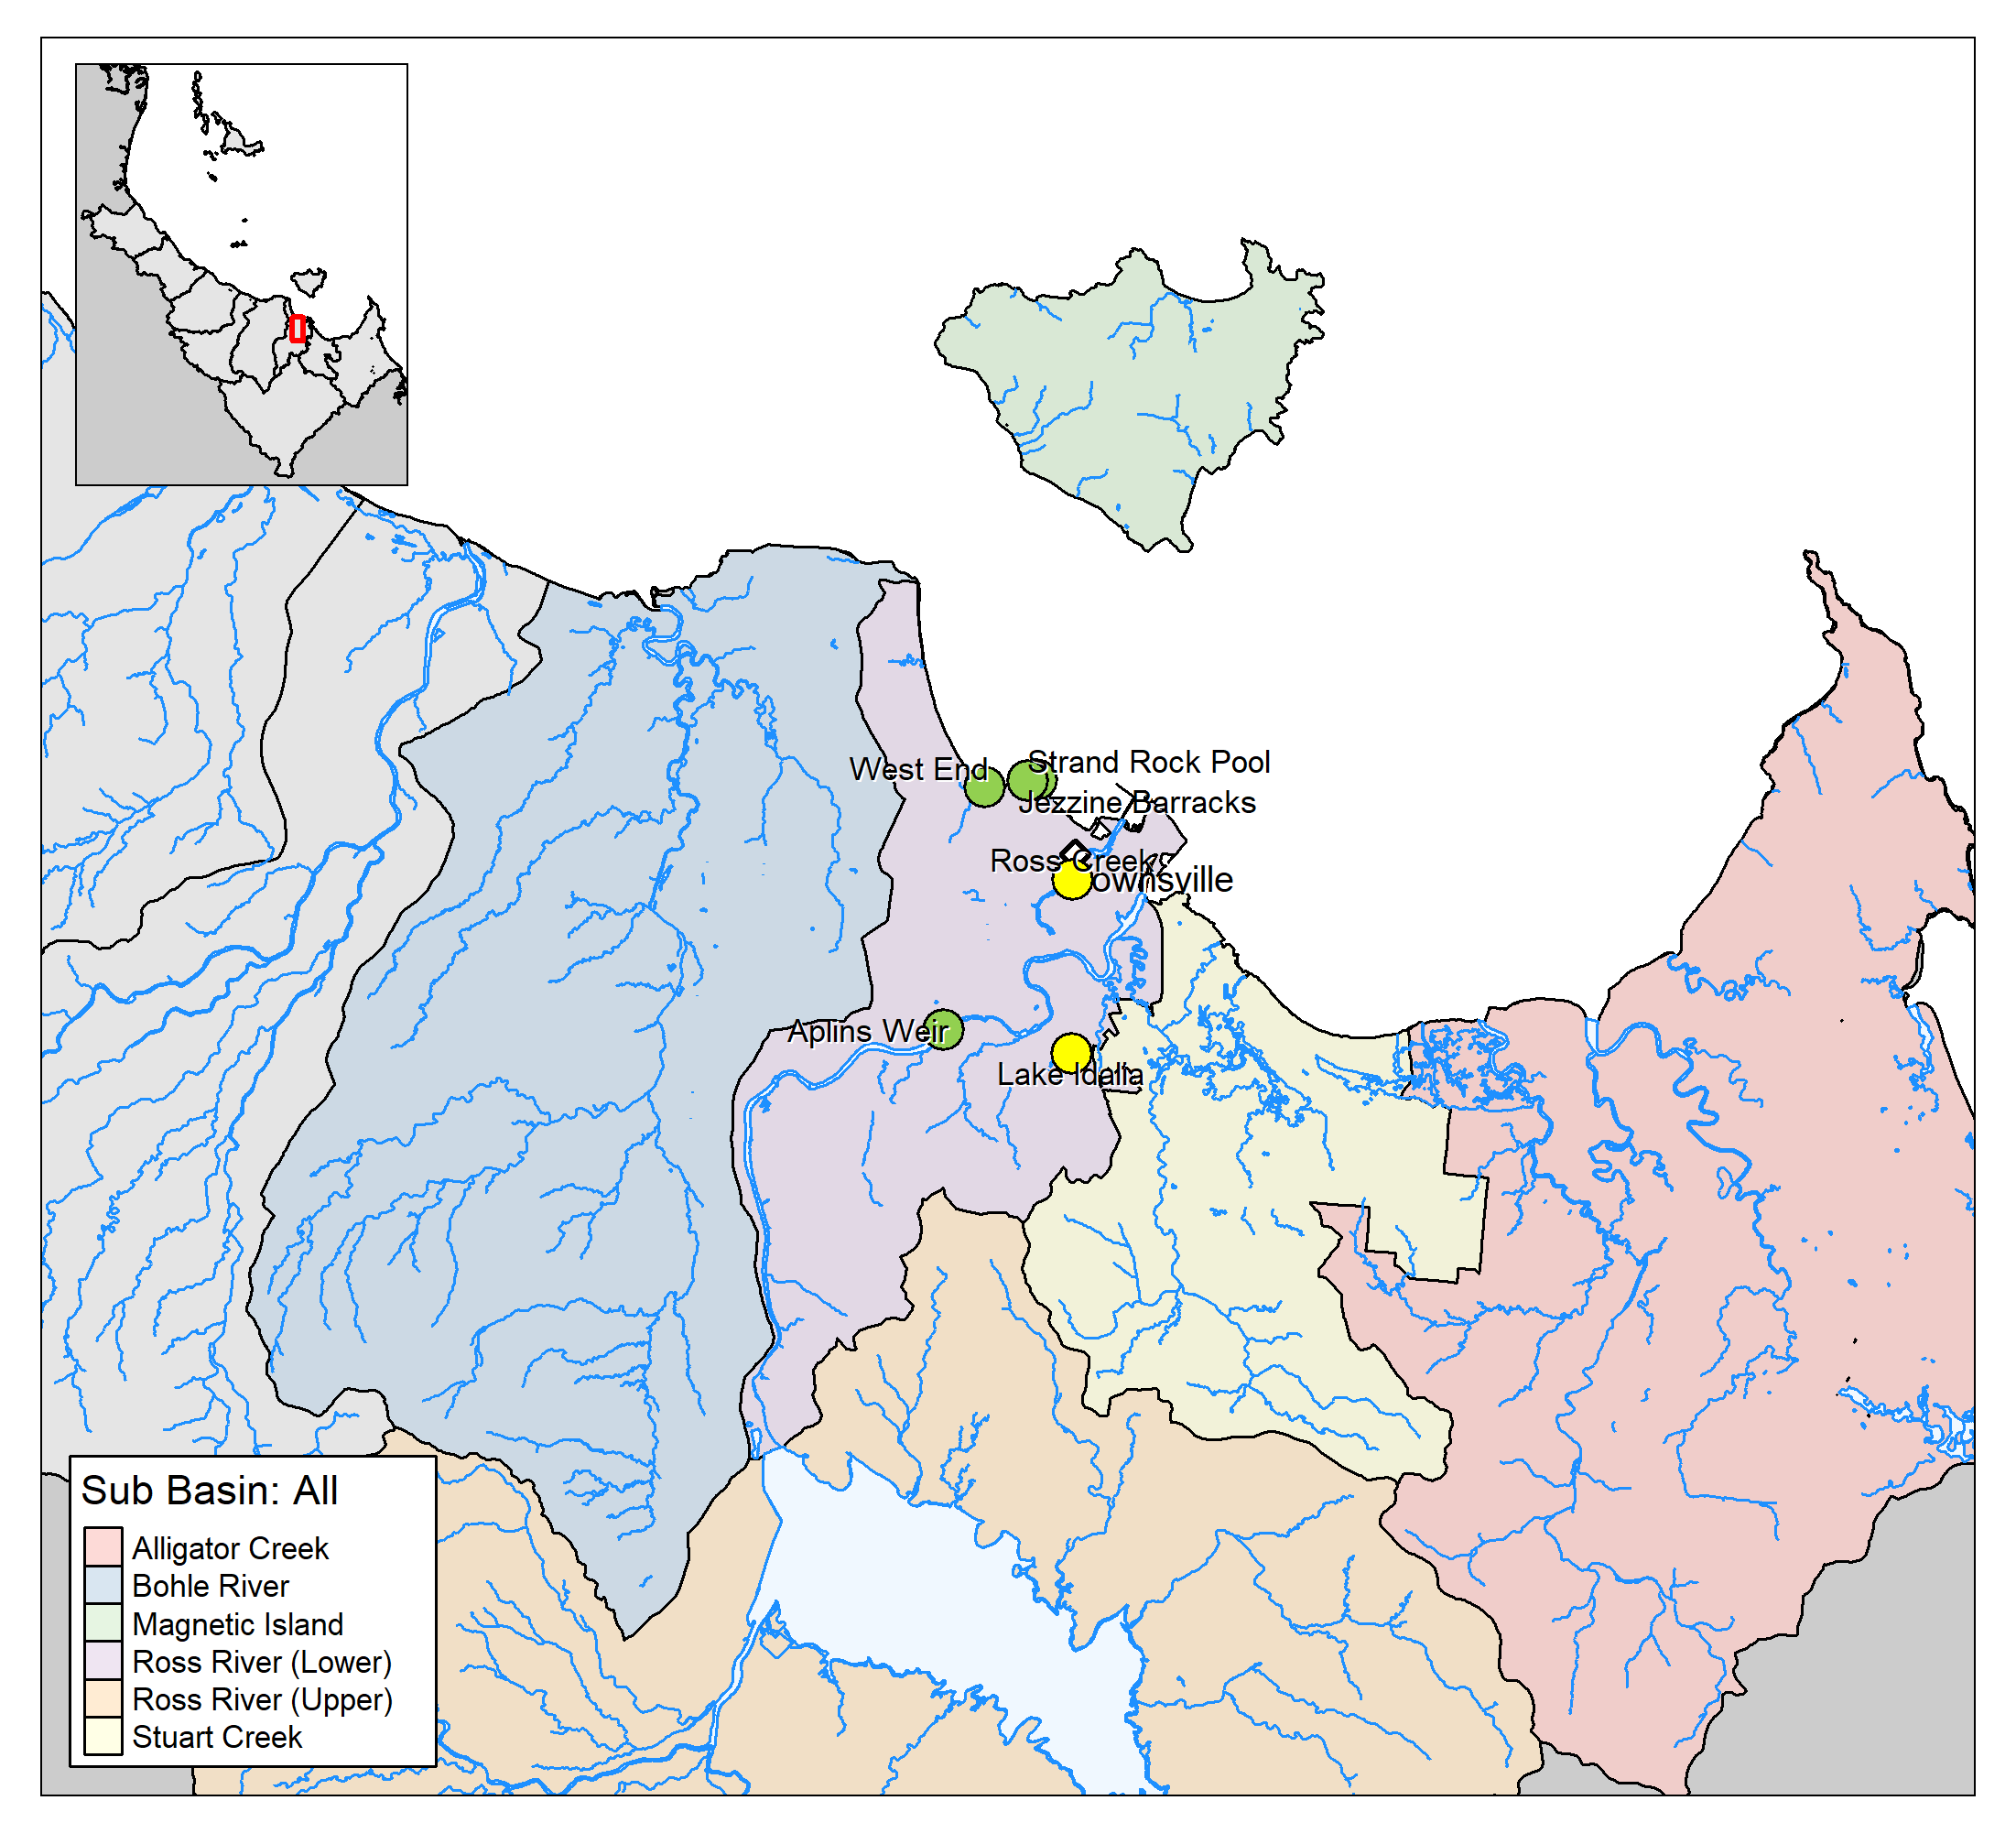 West End
Strand Rock Pool
Jezzine Barracks
Ross Creek
ownsville
Aplins Weir
Lake Idalia
Sub Basin: All
Alligator Creek
Bohle River
Magnetic Island
Ross River (Lower)
Ross River (Upper)
Stuart Creek